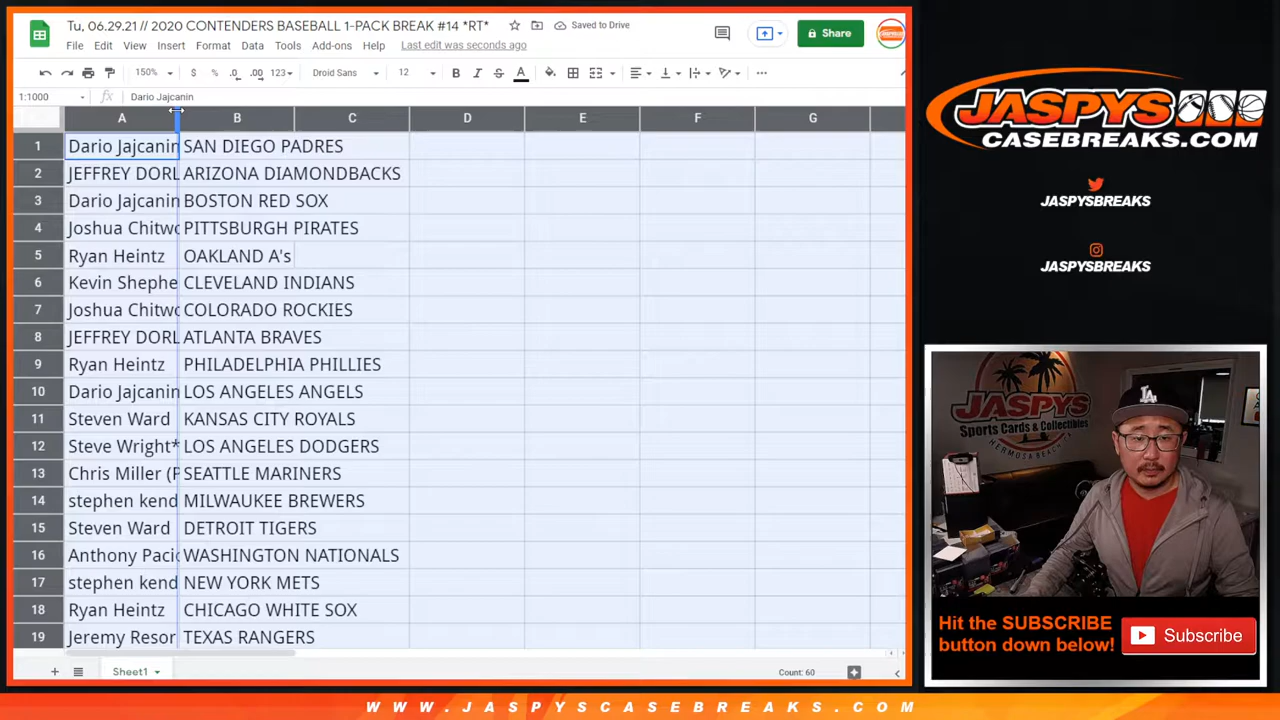 Tu, 06.29.21 // 2020 CONTENDERS BASEBALL 1-PACK BREAK #14 *RT*
Saved to Drive
File Edit View Insert Format Data Tools Add-ons Help Last edit was seconds ago
Share
150% $ % .0 .00 123 Droid Sans 12 B I S A
1:1000 fx Dario Jajcanin
A B C D E F G
1 Dario Jajcanin SAN DIEGO PADRES
2 JEFFREY DORL ARIZONA DIAMONDBACKS
3 Dario Jajcanin BOSTON RED SOX
4 Joshua Chitwo PITTSBURGH PIRATES
5 Ryan Heintz OAKLAND A's
6 Kevin Shephe CLEVELAND INDIANS
7 Joshua Chitwo COLORADO ROCKIES
8 JEFFREY DORL ATLANTA BRAVES
9 Ryan Heintz PHILADELPHIA PHILLIES
10 Dario Jajcanin LOS ANGELES ANGELS
11 Steven Ward KANSAS CITY ROYALS
12 Steve Wright* LOS ANGELES DODGERS
13 Chris Miller (P SEATTLE MARINERS
14 stephen kend MILWAUKEE BREWERS
15 Steven Ward DETROIT TIGERS
16 Anthony Pacic WASHINGTON NATIONALS
17 stephen kend NEW YORK METS
18 Ryan Heintz CHICAGO WHITE SOX
19 Jeremy Resor TEXAS RANGERS
Sheet1
Count: 60
JASPYS
CASEBREAKS.COM
JASPYSBREAKS
JASPYSBREAKS
JASPYS
Sports Cards & Collectibles
HERMOSA BEACH, CA
LA
Hit the SUBSCRIBE
button down below!
Subscribe
WWW.JASPYSCASEBREAKS.COM